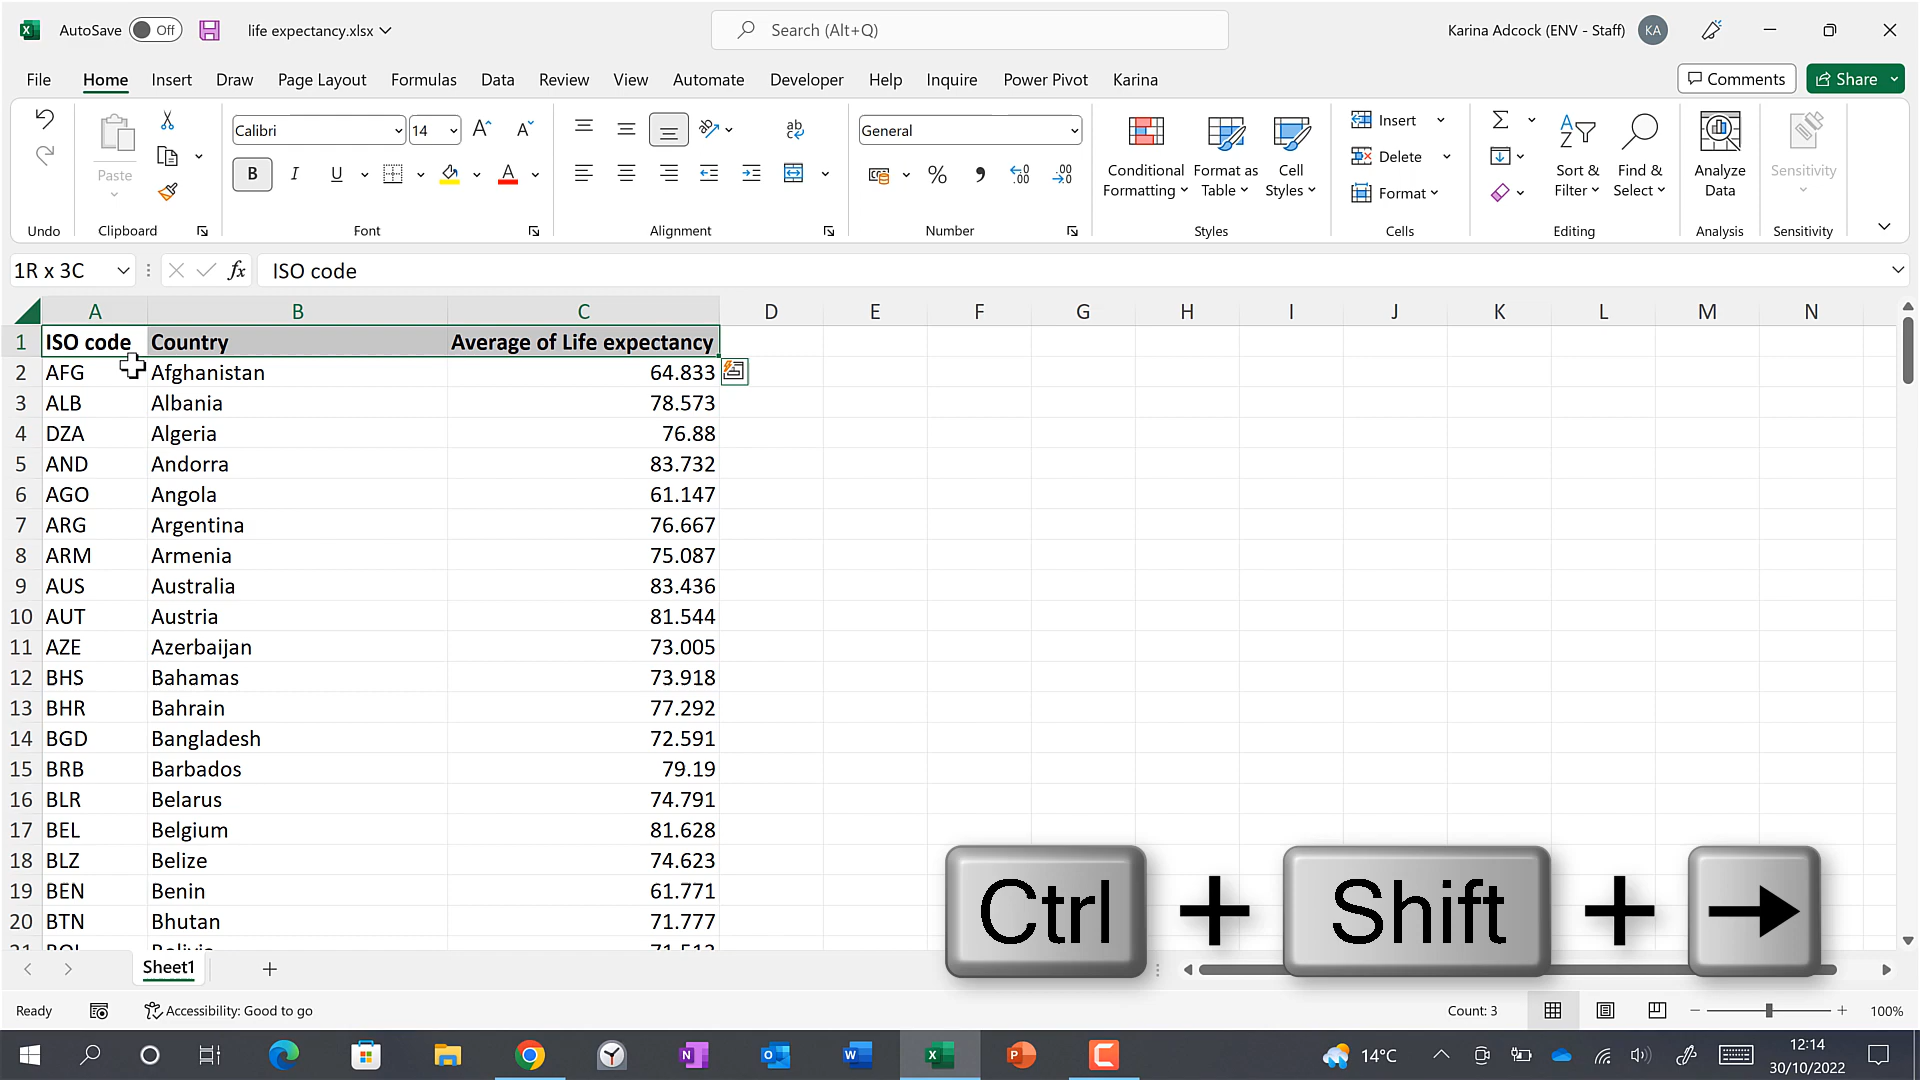 AutoSave Off life expectancy.xlsx Search (Alt+Q) Karina Adcock (ENV - Staff) KA
File Home Insert Draw Page Layout Formulas Data Review View Automate Developer Help Inquire Power Pivot Karina Comments Share
Calibri 14 General Insert
Paste B I U Conditional Formatting Format as Table Cell Styles Delete Sort & Filter Find & Select Analyze Data Sensitivity
Format
Undo Clipboard Font Alignment Number Styles Cells Editing Analysis Sensitivity
1R x 3C fx ISO code
A B C D E F G H I J K L M N
1 ISO code Country Average of Life expectancy
2 AFG Afghanistan 64.833
3 ALB Albania 78.573
4 DZA Algeria 76.88
5 AND Andorra 83.732
6 AGO Angola 61.147
7 ARG Argentina 76.667
8 ARM Armenia 75.087
9 AUS Australia 83.436
10 AUT Austria 81.544
11 AZE Azerbaijan 73.005
12 BHS Bahamas 73.918
13 BHR Bahrain 77.292
14 BGD Bangladesh 72.591
15 BRB Barbados 79.19
16 BLR Belarus 74.791
17 BEL Belgium 81.628
18 BLZ Belize 74.623
19 BEN Benin 61.771
20 BTN Bhutan 71.777
Ctrl + Shift +
Sheet1
Ready Accessibility: Good to go Count: 3 100%
14°C 12:14
30/10/2022